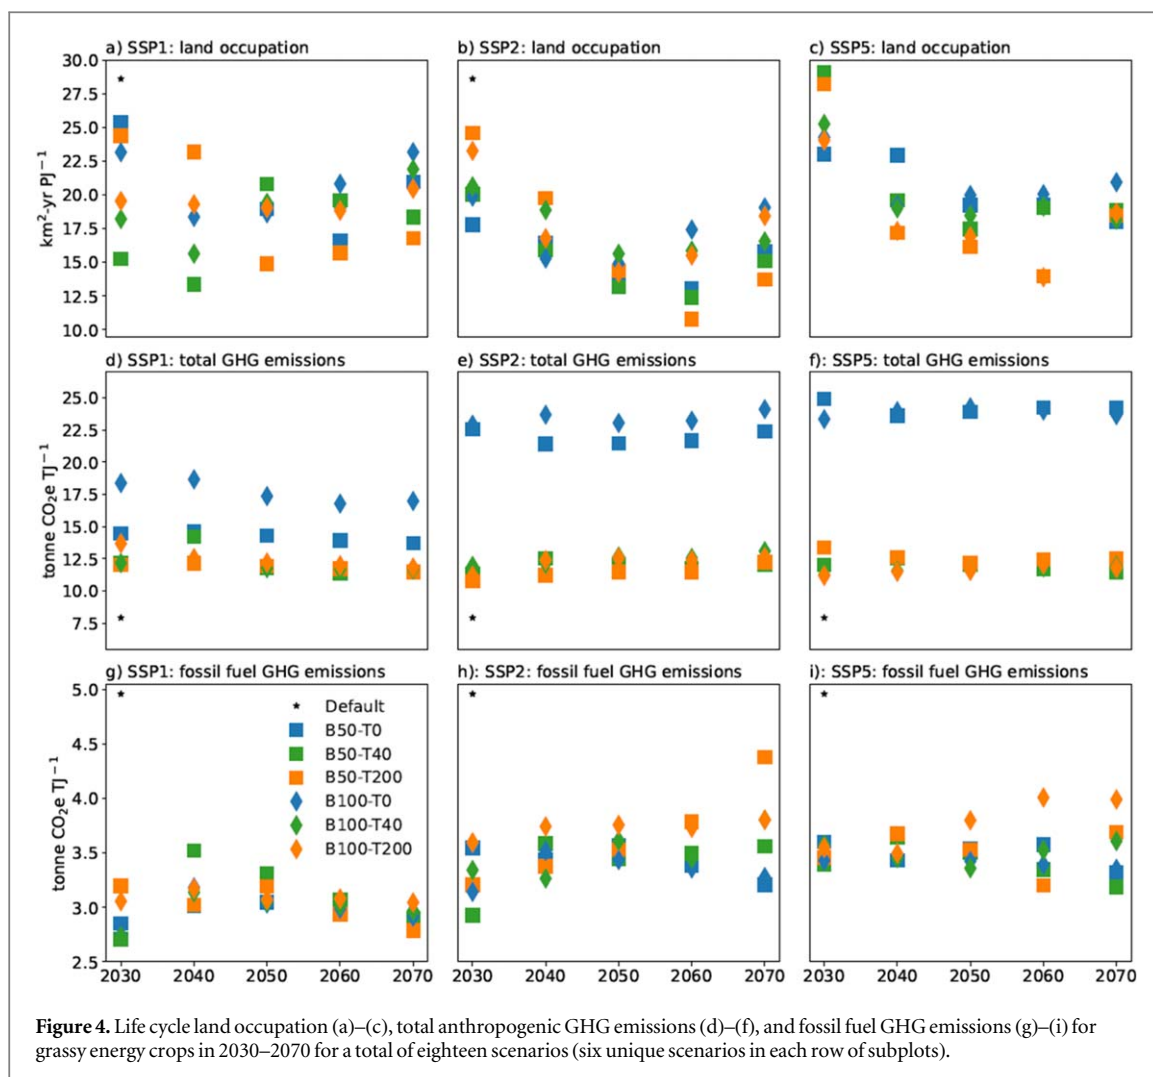 a) SSP1: land occupation
b) SSP2: land occupation
c) SSP5: land occupation
30.0
27.5
25.0
22.5
20.0
17.5
15.0
12.5
10.0
km²-yr PJ⁻¹
d) SSP1: total GHG emissions
e) SSP2: total GHG emissions
f): SSP5: total GHG emissions
25.0
22.5
20.0
17.5
15.0
12.5
10.0
7.5
tonne CO₂e TJ⁻¹
g) SSP1: fossil fuel GHG emissions
h): SSP2: fossil fuel GHG emissions
i): SSP5: fossil fuel GHG emissions
5.0
4.5
4.0
3.5
3.0
2.5
tonne CO₂e TJ⁻¹
Default
B50-T0
B50-T40
B50-T200
B100-T0
B100-T40
B100-T200
2030 2040 2050 2060 2070
2030 2040 2050 2060 2070
2030 2040 2050 2060 2070
Figure 4. Life cycle land occupation (a)–(c), total anthropogenic GHG emissions (d)–(f), and fossil fuel GHG emissions (g)–(i) for
grassy energy crops in 2030–2070 for a total of eighteen scenarios (six unique scenarios in each row of subplots).